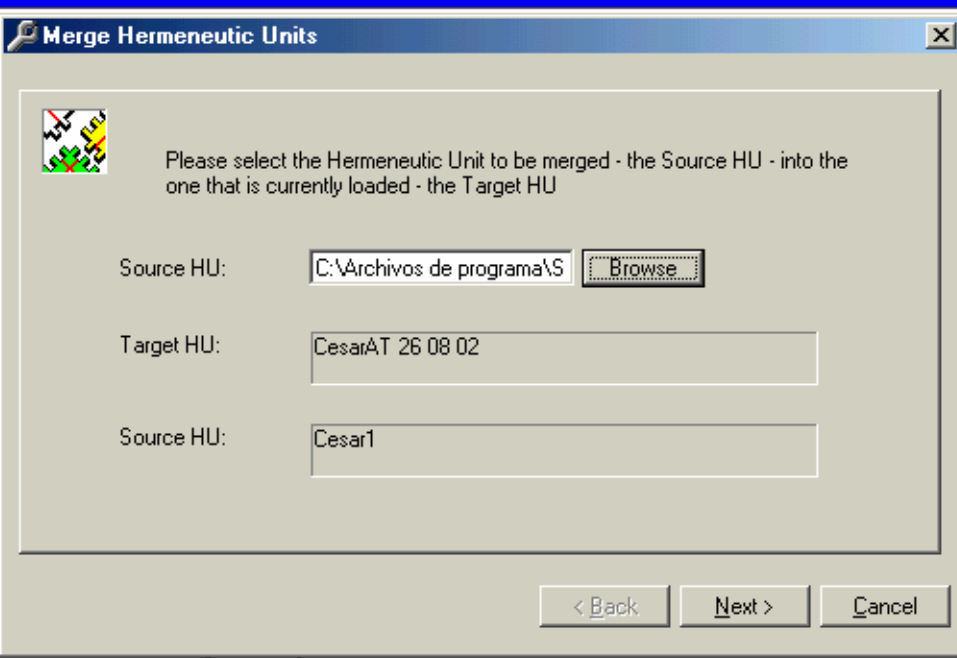 Merge Hermeneutic Units
Please select the Hermeneutic Unit to be merged - the Source HU - into the
one that is currently loaded - the Target HU
Source HU: C:\Archivos de programa\S Browse
Target HU: CesarAT 26 08 02
Source HU: Cesar1
< Back Next > Cancel